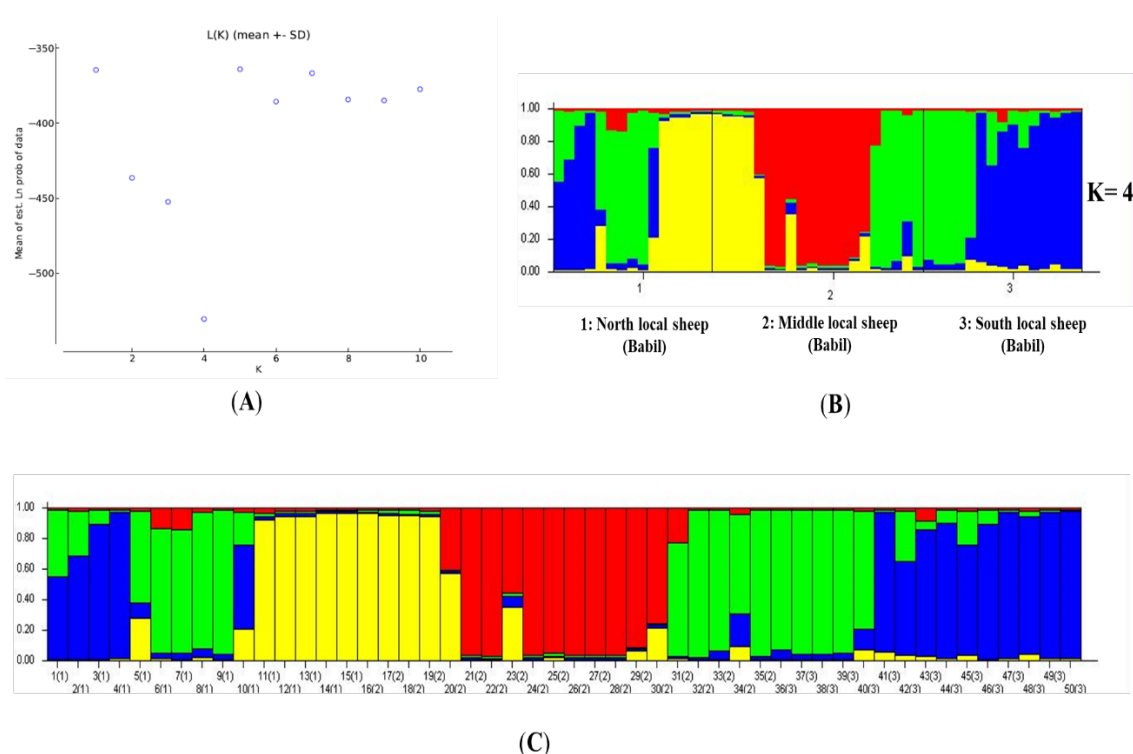 L(K) (mean +- SD)
−350
−400
−450
−500
Mean of est. Ln prob of data
2 4 6 8 10
K
(A)
1.00
0.80
0.60
0.40
0.20
0.00
K= 4
1 2 3
1: North local sheep
(Babil)
2: Middle local sheep
(Babil)
3: South local sheep
(Babil)
(B)
1.00
0.80
0.60
0.40
0.20
0.00
1(1) 3(1) 5(1) 7(1) 9(1) 11(1) 13(1) 15(1) 17(2) 19(2) 21(2) 23(2) 25(2) 27(2) 29(2) 31(2) 33(2) 35(2) 37(3) 39(3) 41(3) 43(3) 45(3) 47(3) 49(3)
2(1) 4(1) 6(1) 8(1) 10(1) 12(1) 14(1) 16(2) 18(2) 20(2) 22(2) 24(2) 26(2) 28(2) 30(2) 32(2) 34(2) 36(3) 38(3) 40(3) 42(3) 44(3) 46(3) 48(3) 50(3)
(C)